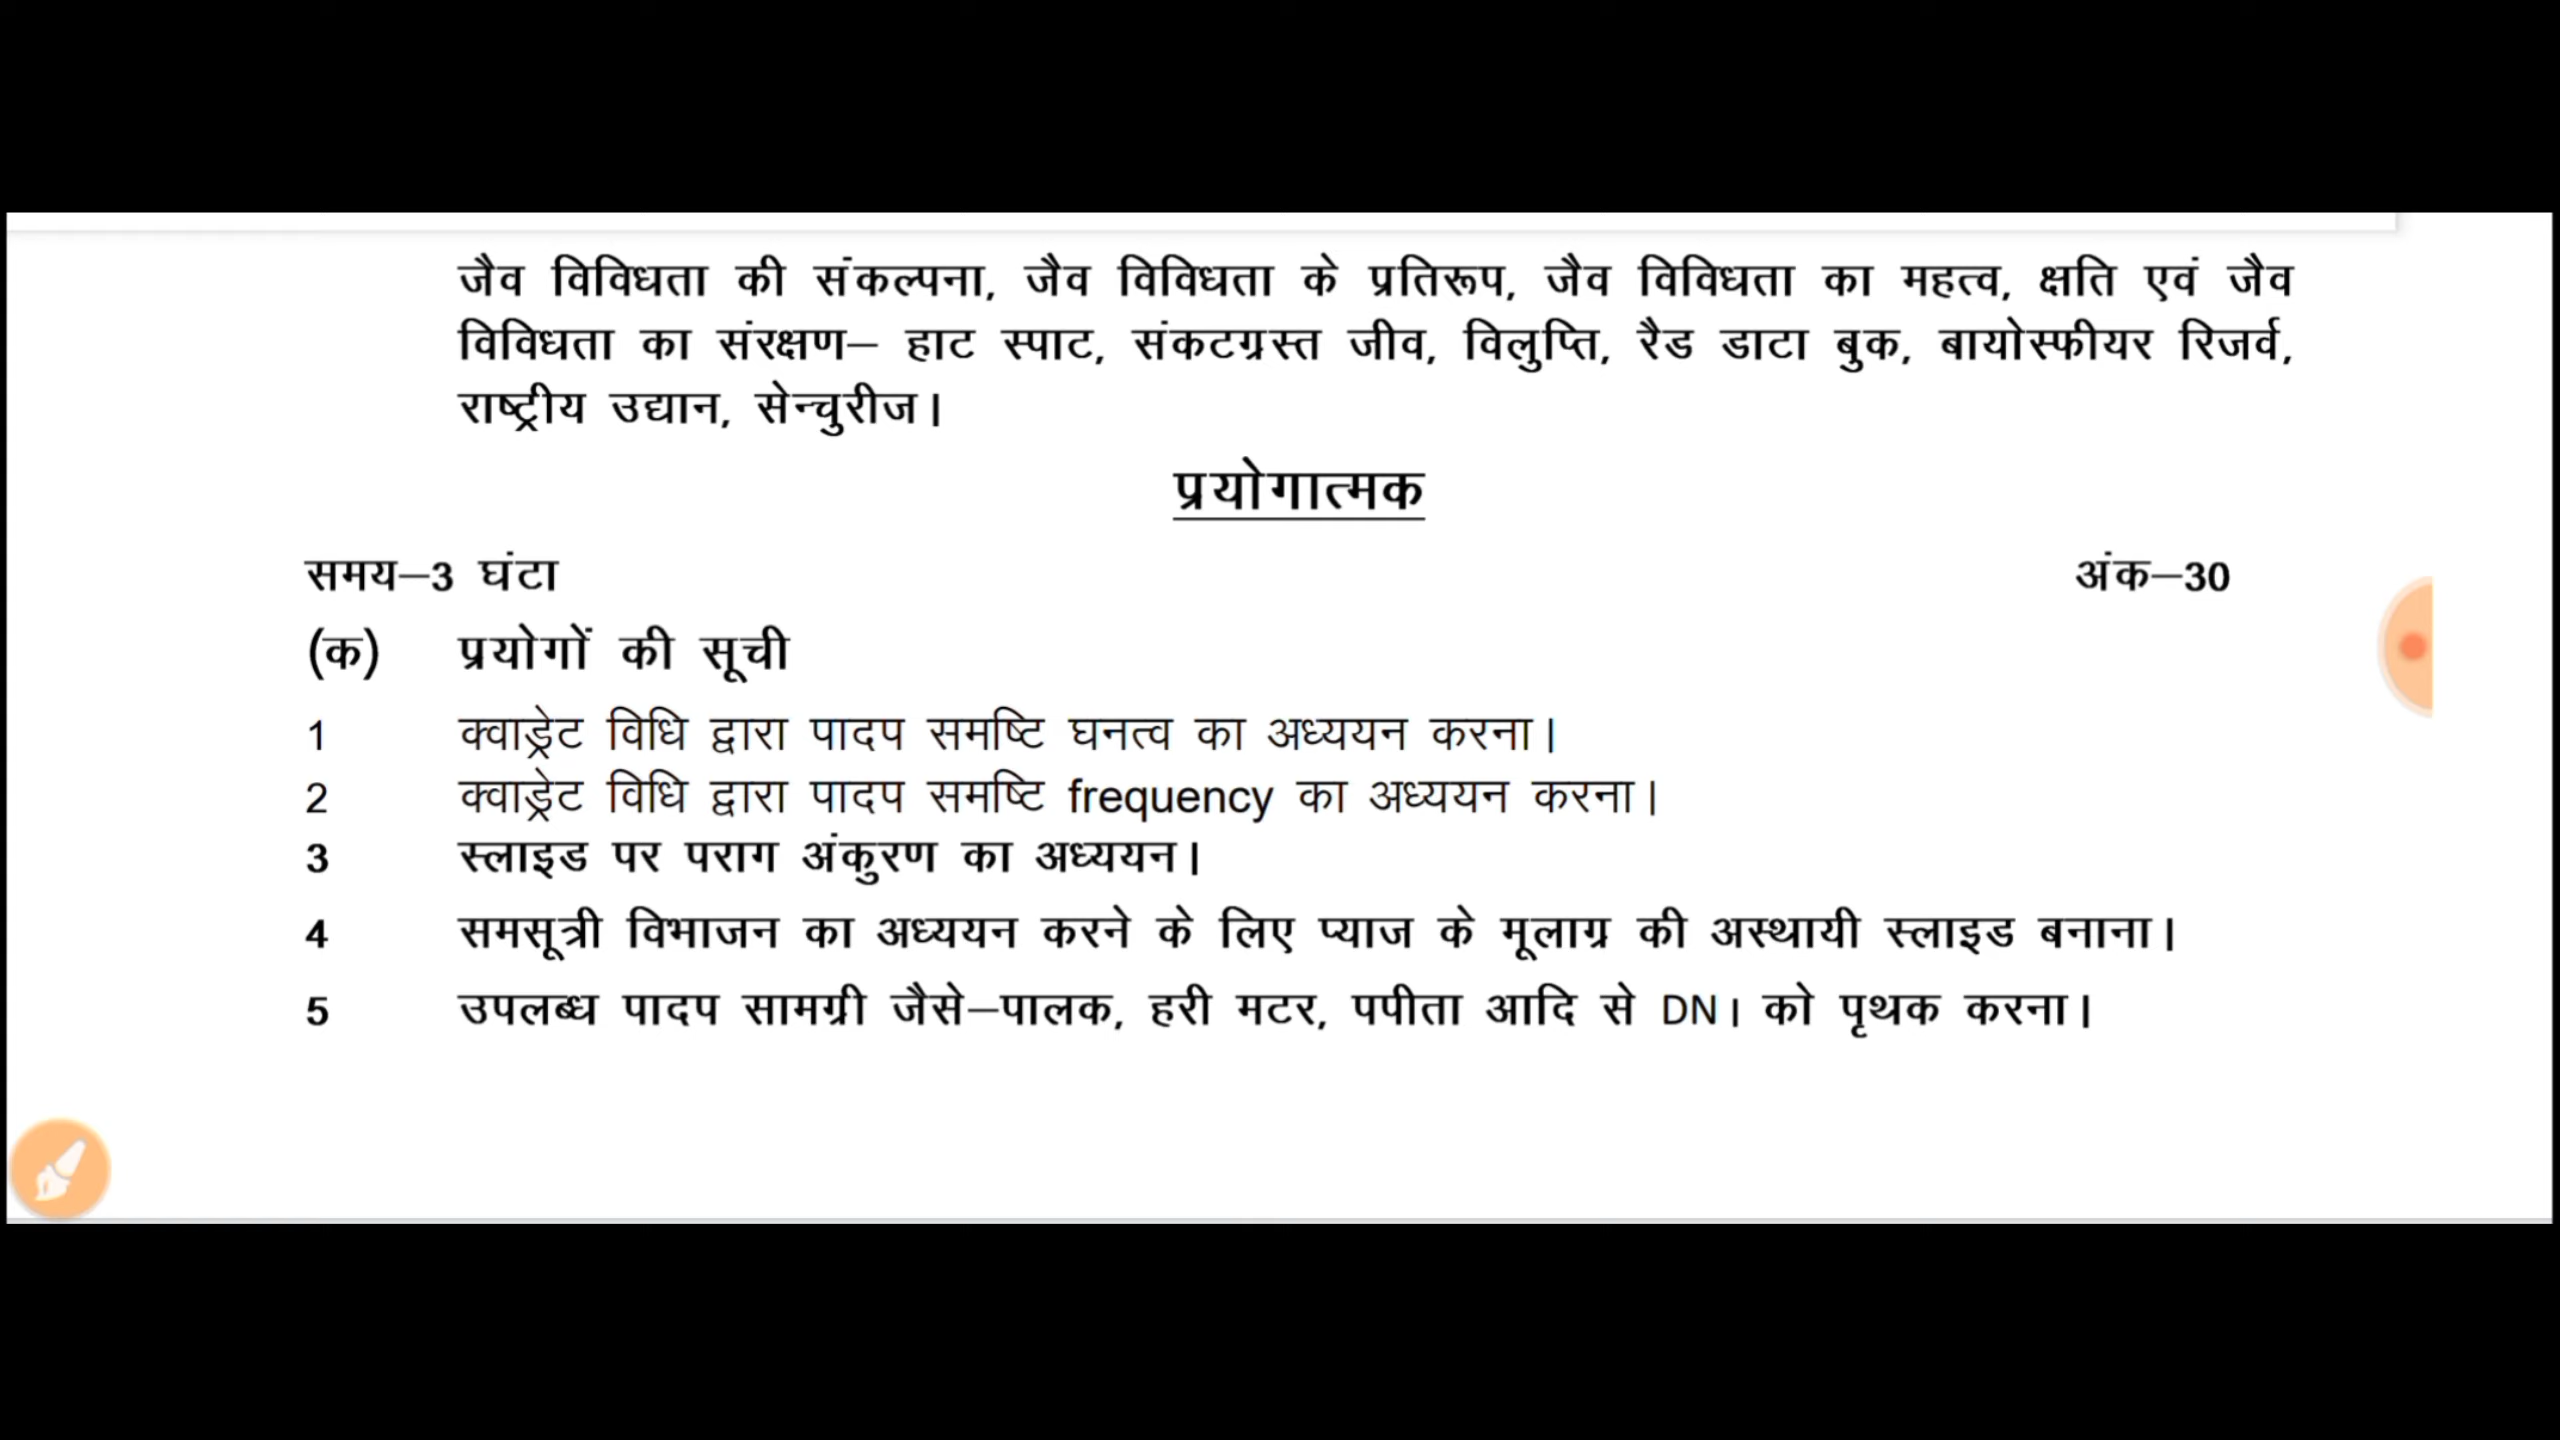 जैव विविधता की संकल्पना, जैव विविधता के प्रतिरूप, जैव विविधता का महत्व, क्षति एवं जैव
विविधता का संरक्षण– हाट स्पाट, संकटग्रस्त जीव, विलुप्ति, रैड डाटा बुक, बायोस्फीयर रिजर्व,
राष्ट्रीय उद्यान, सेन्चुरीज।
प्रयोगात्मक
समय–3 घंटा अंक–30
(क) प्रयोगों की सूची
1 क्वाड्रेट विधि द्वारा पादप समष्टि घनत्व का अध्ययन करना।
2 क्वाड्रेट विधि द्वारा पादप समष्टि frequency का अध्ययन करना।
3 स्लाइड पर पराग अंकुरण का अध्ययन।
4 समसूत्री विभाजन का अध्ययन करने के लिए प्याज के मूलाग्र की अस्थायी स्लाइड बनाना।
5 उपलब्ध पादप सामग्री जैसे–पालक, हरी मटर, पपीता आदि से DN। को पृथक करना।